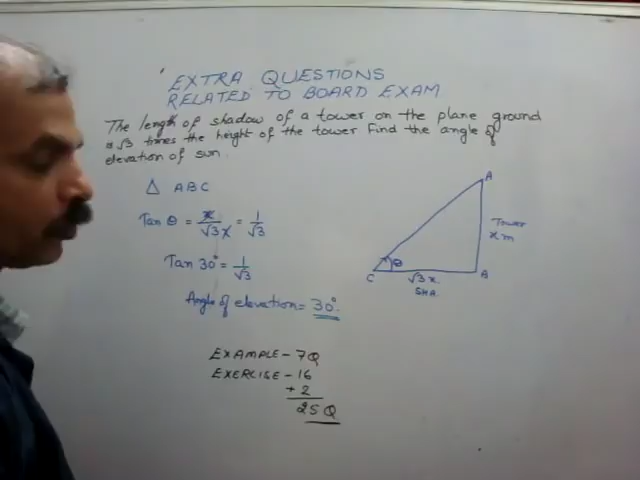 EXTRA QUESTIONS
RELATED TO BOARD EXAM
The length of shadow of a tower on the plane ground
is √3 times the height of the tower Find the angle of
elevation of sun.
Δ ABC
Tan θ = x/√3x = 1/√3
Tan 30° = 1/√3
Angle of elevation = 30°.
A
Tower
x m
θ
C
√3 x
B
SHA.
EXAMPLE - 7Q
EXERCISE - 16
+ 2
25 Q